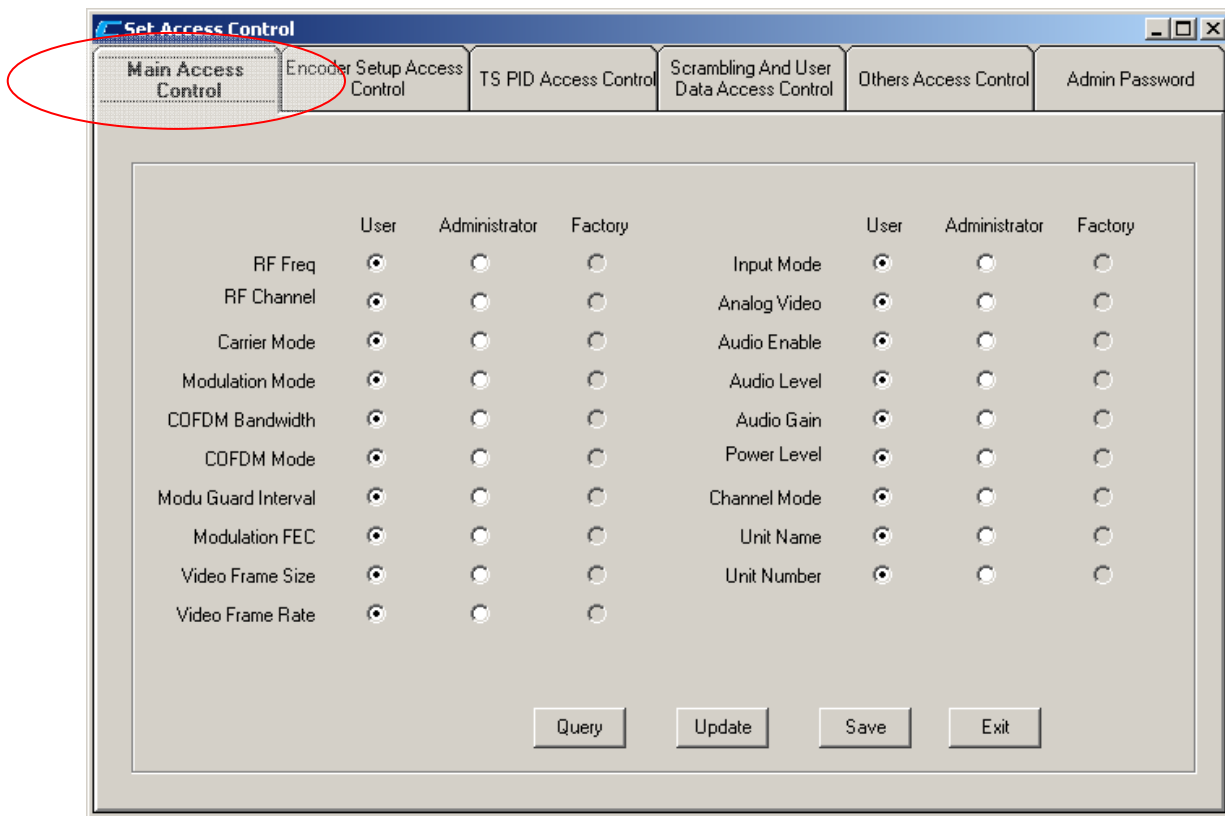 Set Access Control
Main Access
Control
Encoder Setup Access
Control
TS PID Access Control
Scrambling And User
Data Access Control
Others Access Control
Admin Password
User Administrator Factory
RF Freq
RF Channel
Carrier Mode
Modulation Mode
COFDM Bandwidth
COFDM Mode
Modu Guard Interval
Modulation FEC
Video Frame Size
Video Frame Rate
User Administrator Factory
Input Mode
Analog Video
Audio Enable
Audio Level
Audio Gain
Power Level
Channel Mode
Unit Name
Unit Number
Query Update Save Exit